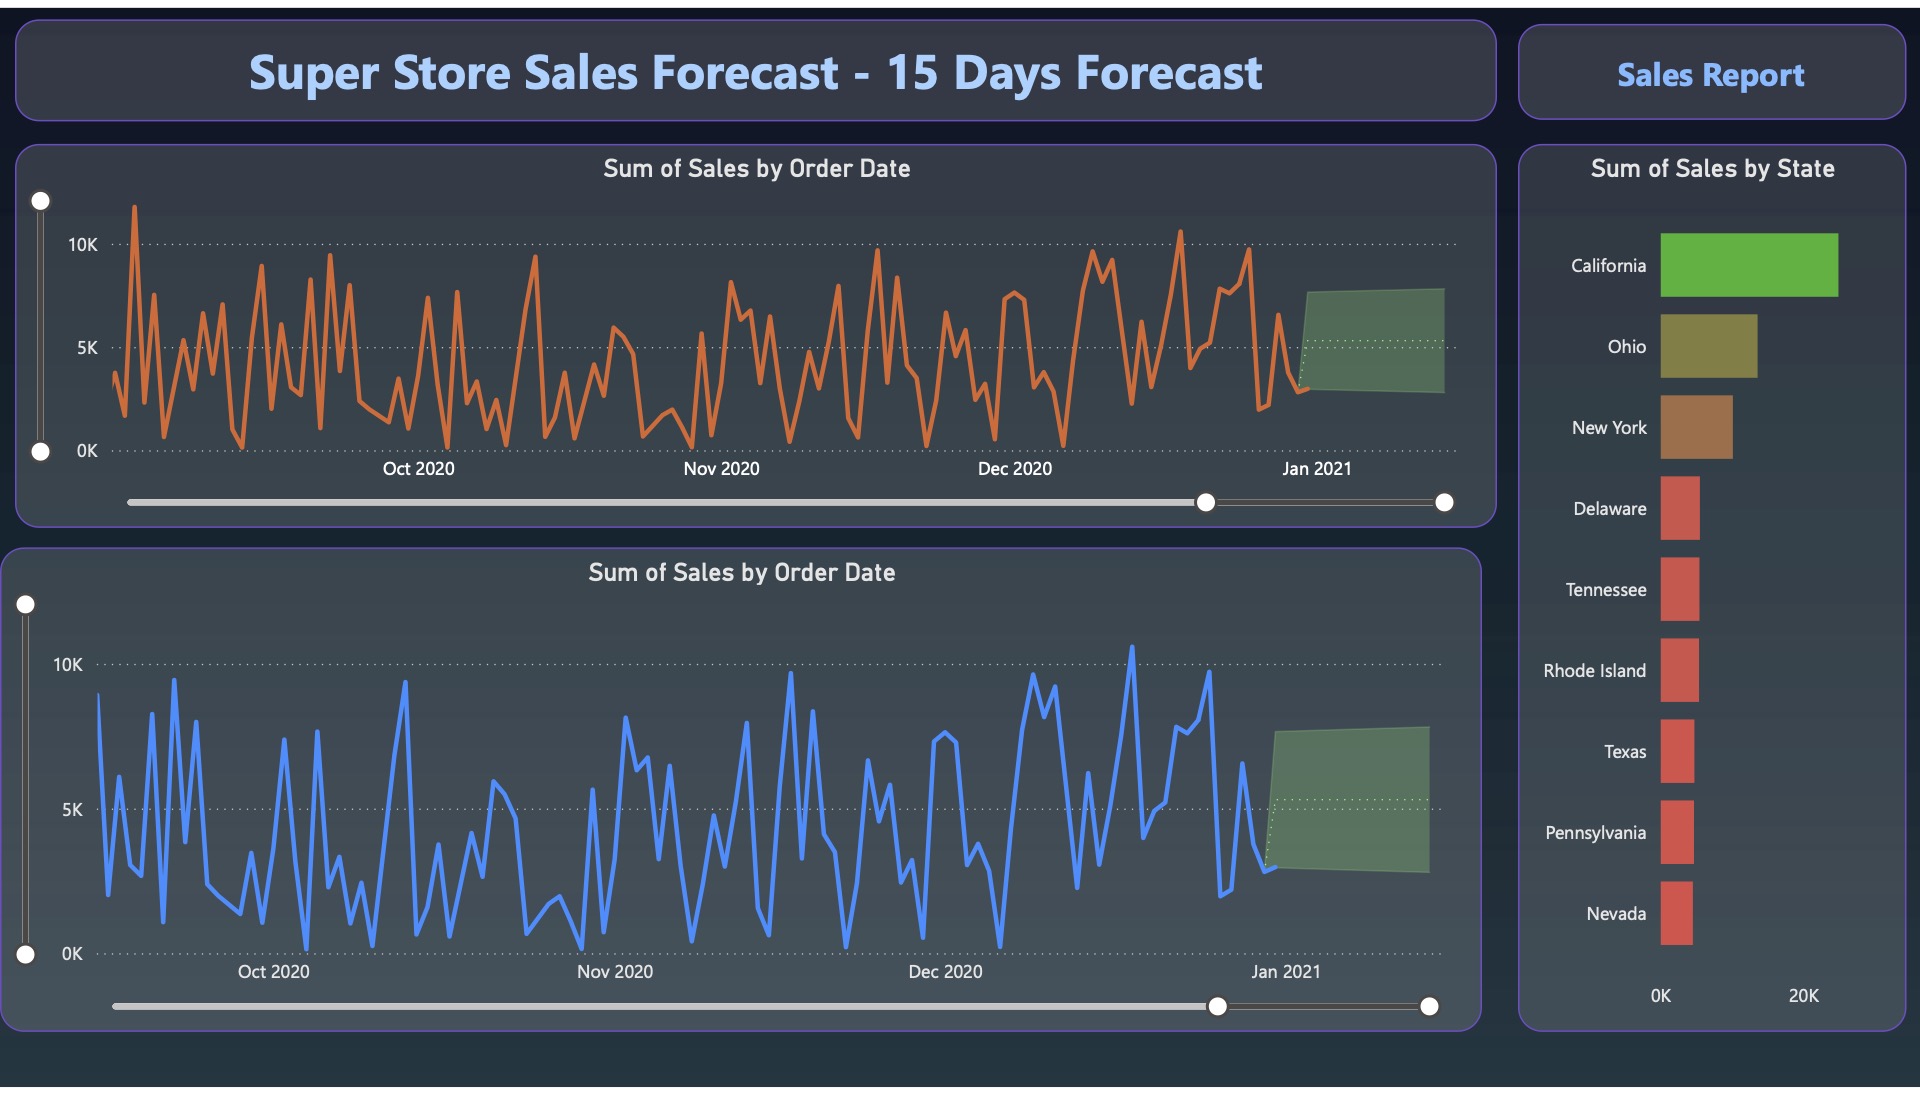 Super Store Sales Forecast - 15 Days Forecast
Sales Report
Sum of Sales by Order Date
10K
5K
0K
Oct 2020 Nov 2020 Dec 2020 Jan 2021
Sum of Sales by Order Date
10K
5K
0K
Oct 2020 Nov 2020 Dec 2020 Jan 2021
Sum of Sales by State
California
Ohio
New York
Delaware
Tennessee
Rhode Island
Texas
Pennsylvania
Nevada
0K 20K